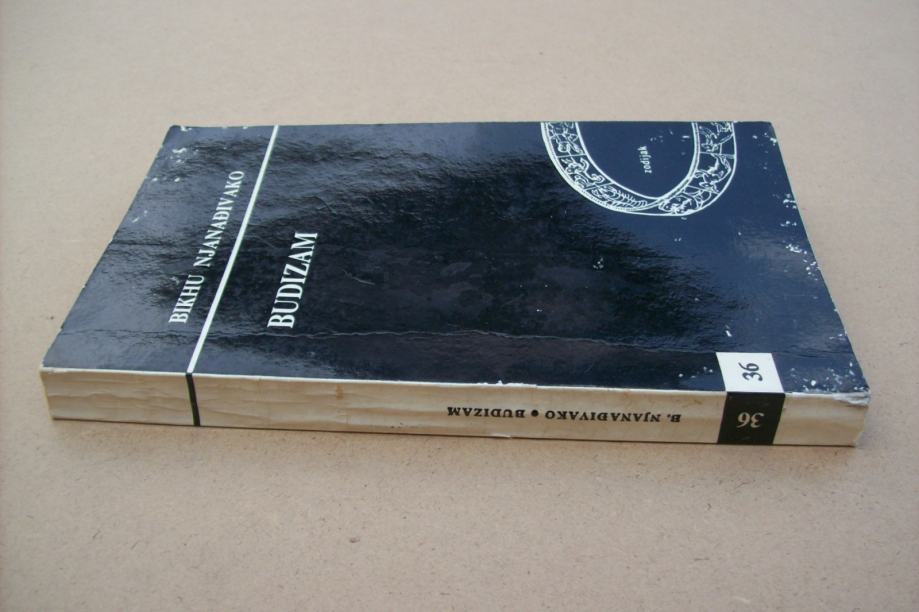 BIKHU NJANAĐIVAKO
BUDIZAM
zodijak
36
B. NJANAĐIVAKO • BUDIZAM
36